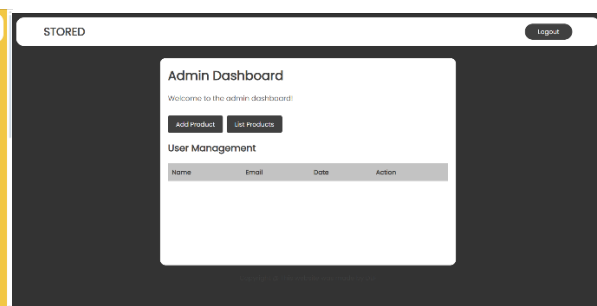 STORED
Logout
Admin Dashboard
Welcome to the admin dashboard!
Add Product List Products
User Management
Name Email Date Action